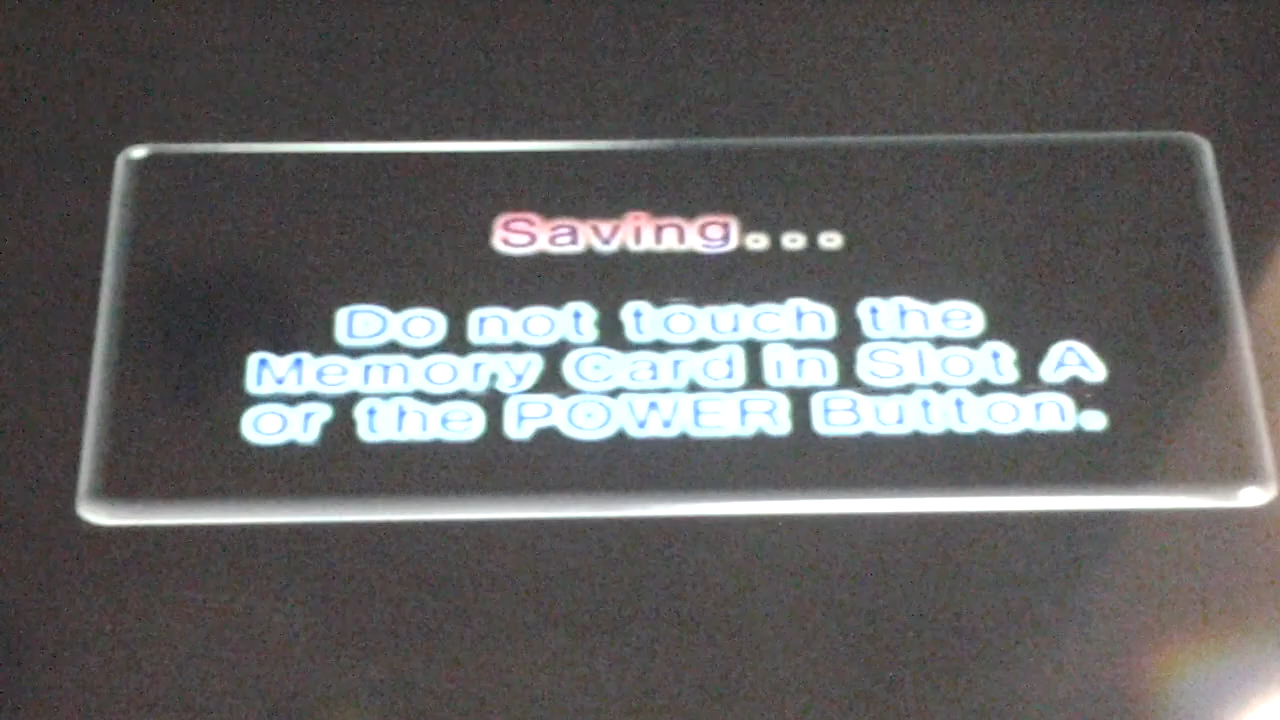 Saving...
Do not touch the
Memory Card in Slot A
or the POWER Button.